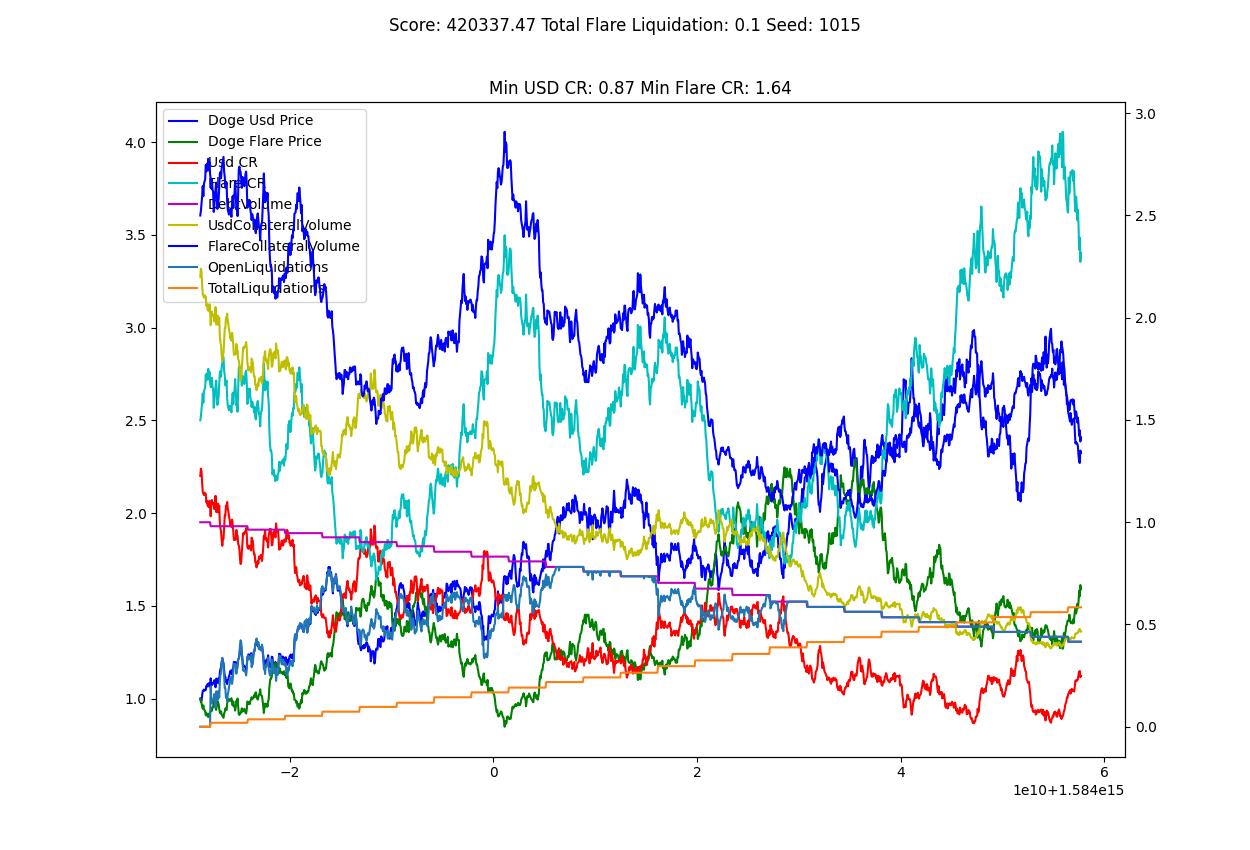 Score: 420337.47 Total Flare Liquidation: 0.1 Seed: 1015
Min USD CR: 0.87 Min Flare CR: 1.64
Doge Usd Price
Doge Flare Price
Usd CR
Flare CR
DebtVolume
UsdCollateralVolume
FlareCollateralVolume
OpenLiquidations
TotalLiquidations
4.0
3.5
3.0
2.5
2.0
1.5
1.0
3.0
2.5
2.0
1.5
1.0
0.5
0.0
−2
0
2
4
6
1e10+1.584e15